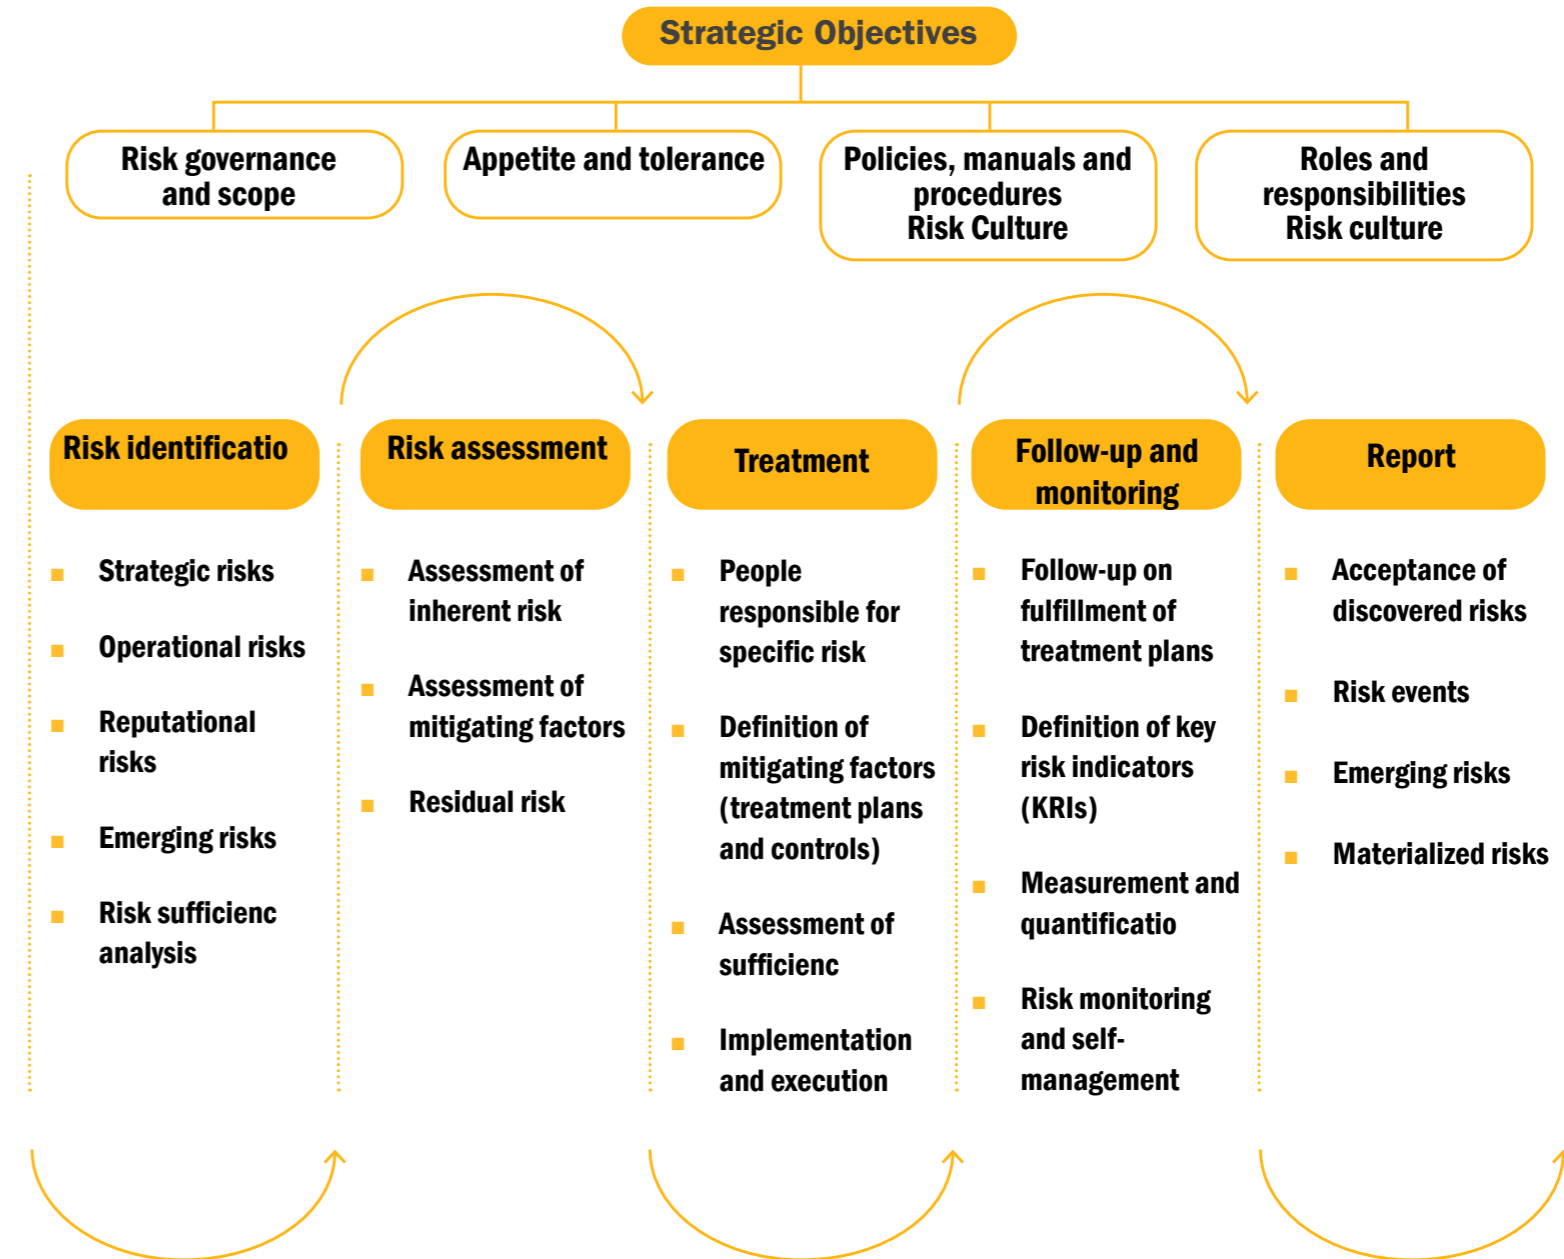 Strategic Objectives
Risk governance
and scope
Appetite and tolerance
Policies, manuals and
procedures
Risk Culture
Roles and
responsibilities
Risk culture
Risk identificatio
Strategic risks
Operational risks
Reputational
risks
Emerging risks
Risk sufficienc
analysis
Risk assessment
Assessment of
inherent risk
Assessment of
mitigating factors
Residual risk
Treatment
People
responsible for
specific risk
Definition of
mitigating factors
(treatment plans
and controls)
Assessment of
sufficienc
Implementation
and execution
Follow-up and
monitoring
Follow-up on
fulfillment of
treatment plans
Definition of key
risk indicators
(KRIs)
Measurement and
quantificatio
Risk monitoring
and self-
management
Report
Acceptance of
discovered risks
Risk events
Emerging risks
Materialized risks